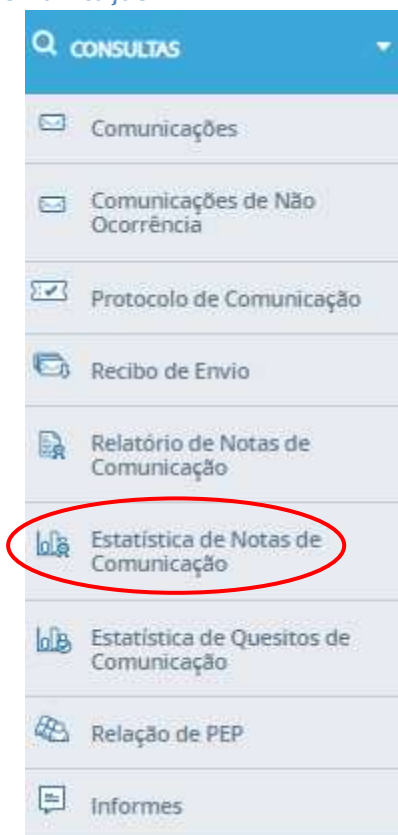 CONSULTAS
Comunicações
Comunicações de Não
Ocorrência
Protocolo de Comunicação
Recibo de Envio
Relatório de Notas de
Comunicação
Estatística de Notas de
Comunicação
Estatística de Quesitos de
Comunicação
Relação de PEP
Informes